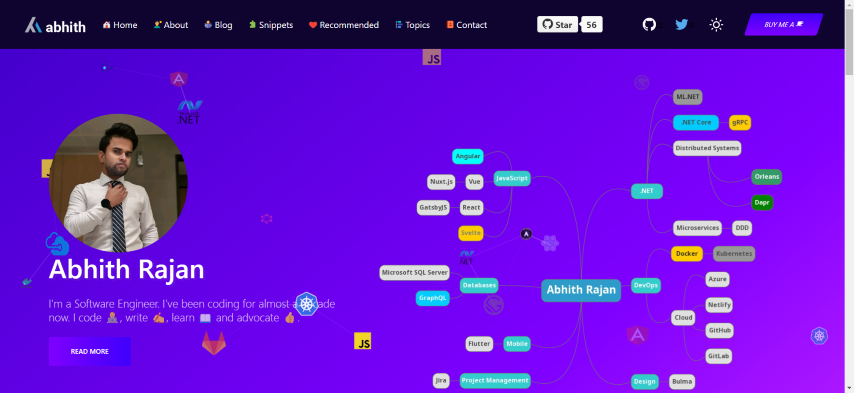 abhith
Home
About
Blog
Snippets
Recommended
Topics
Contact
Star
56
BUY ME A
JS
.NET
Abhith Rajan
I'm a Software Engineer. I've been coding for almost a decade
now. I code , write , learn and advocate .
READ MORE
JS
ML.NET
.NET Core
gRPC
Distributed Systems
Orleans
Dapr
.NET
Microservices
DDD
Angular
JavaScript
Nuxt.js
Vue
GatsbyJS
React
Svelte
Microsoft SQL Server
Databases
GraphQL
Abhith Rajan
Docker
Kubernetes
DevOps
Azure
Netlify
Cloud
GitHub
GitLab
Flutter
Mobile
Jira
Project Management
Design
Bulma